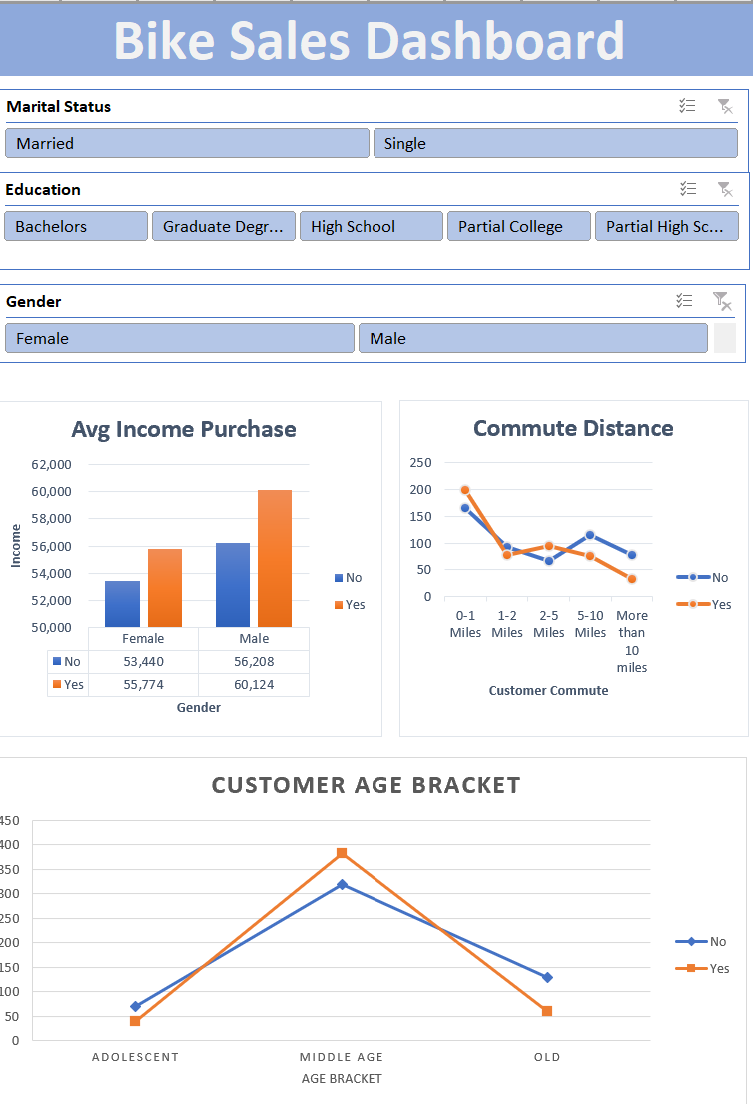 Bike Sales Dashboard
Marital Status
Married Single
Education
Bachelors Graduate Degr... High School Partial College Partial High Sc...
Gender
Female Male
Avg Income Purchase
62,000
60,000
58,000
56,000
54,000
52,000
50,000
Income
Female Male
No 53,440 56,208
Yes 55,774 60,124
Gender
No
Yes
Commute Distance
250
200
150
100
50
0
0-1 Miles
1-2 Miles
2-5 Miles
5-10 Miles
More than 10 miles
Customer Commute
No
Yes
CUSTOMER AGE BRACKET
450
400
350
300
250
200
150
100
50
0
ADOLESCENT MIDDLE AGE OLD
AGE BRACKET
No
Yes